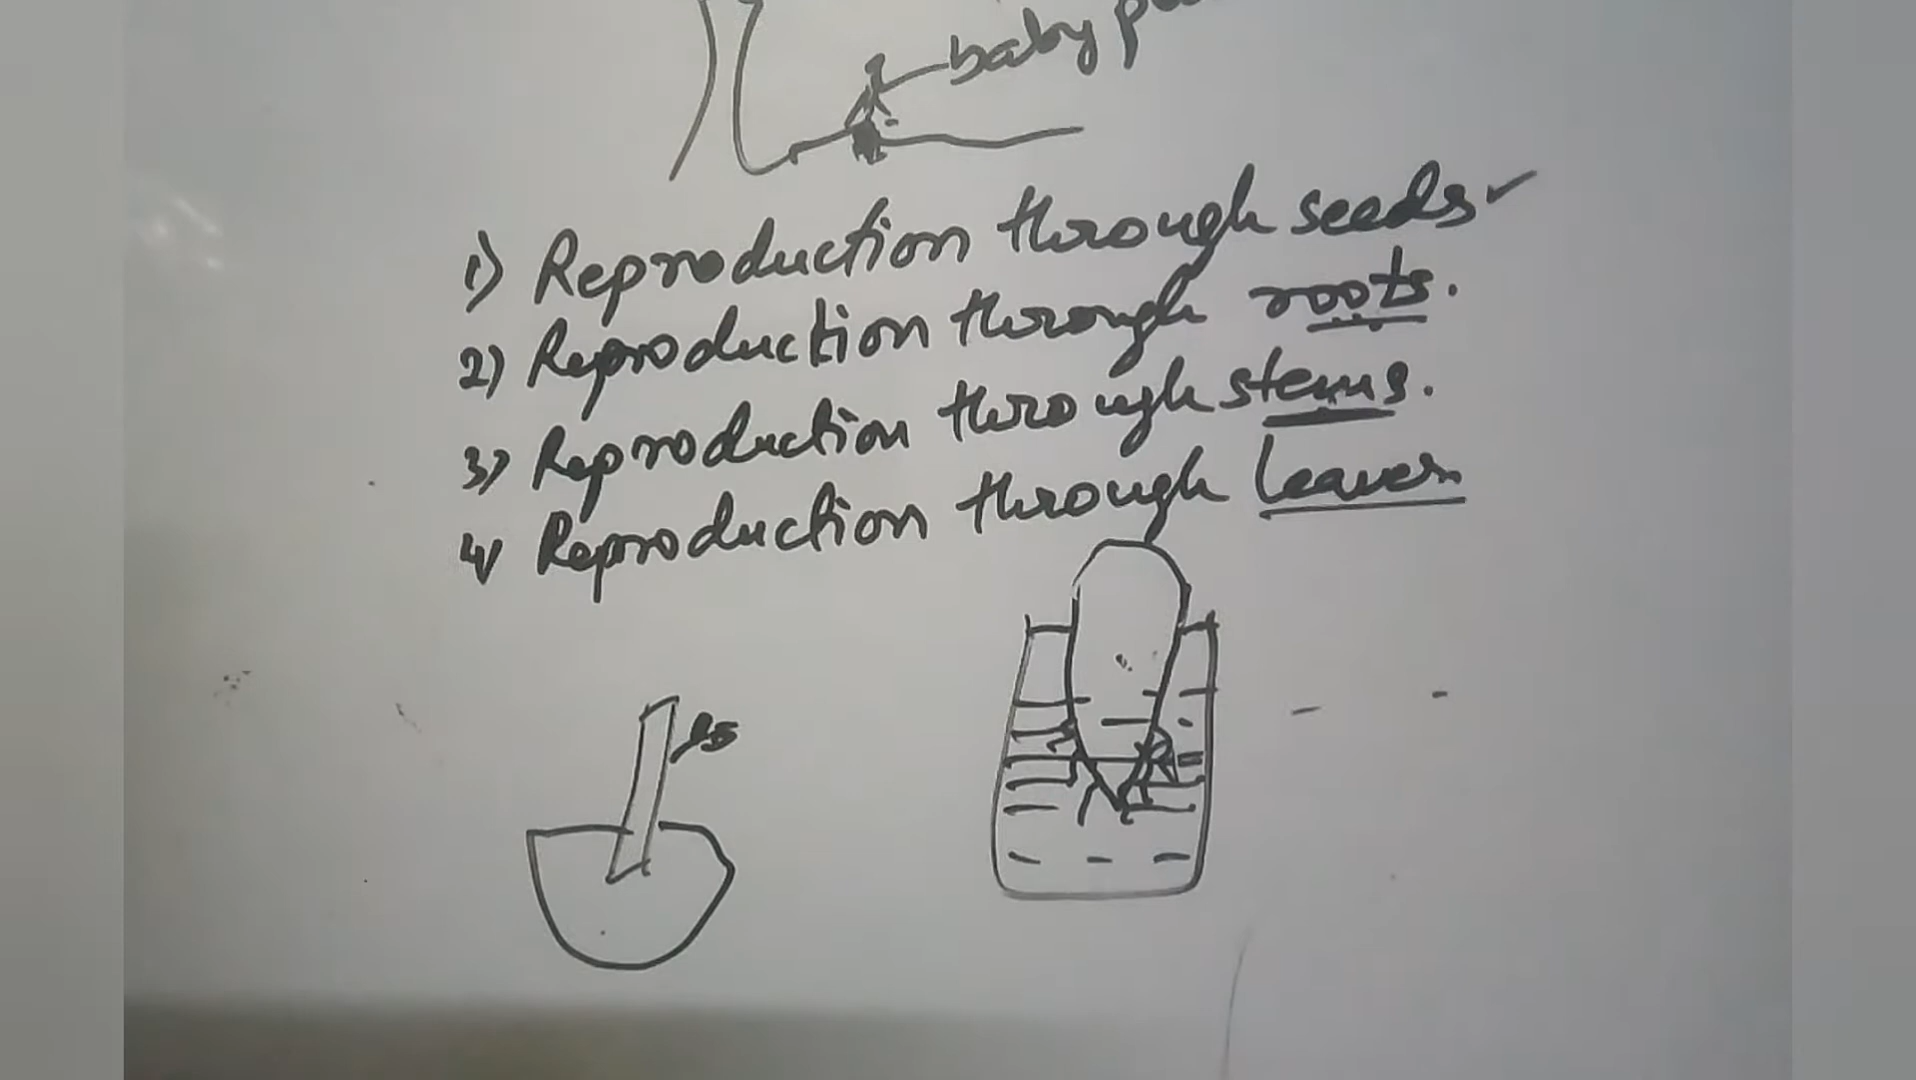 baby
1) Reproduction through seeds ✓
2) Reproduction through roots.
3) Reproduction through stems.
4) Reproduction through leaves